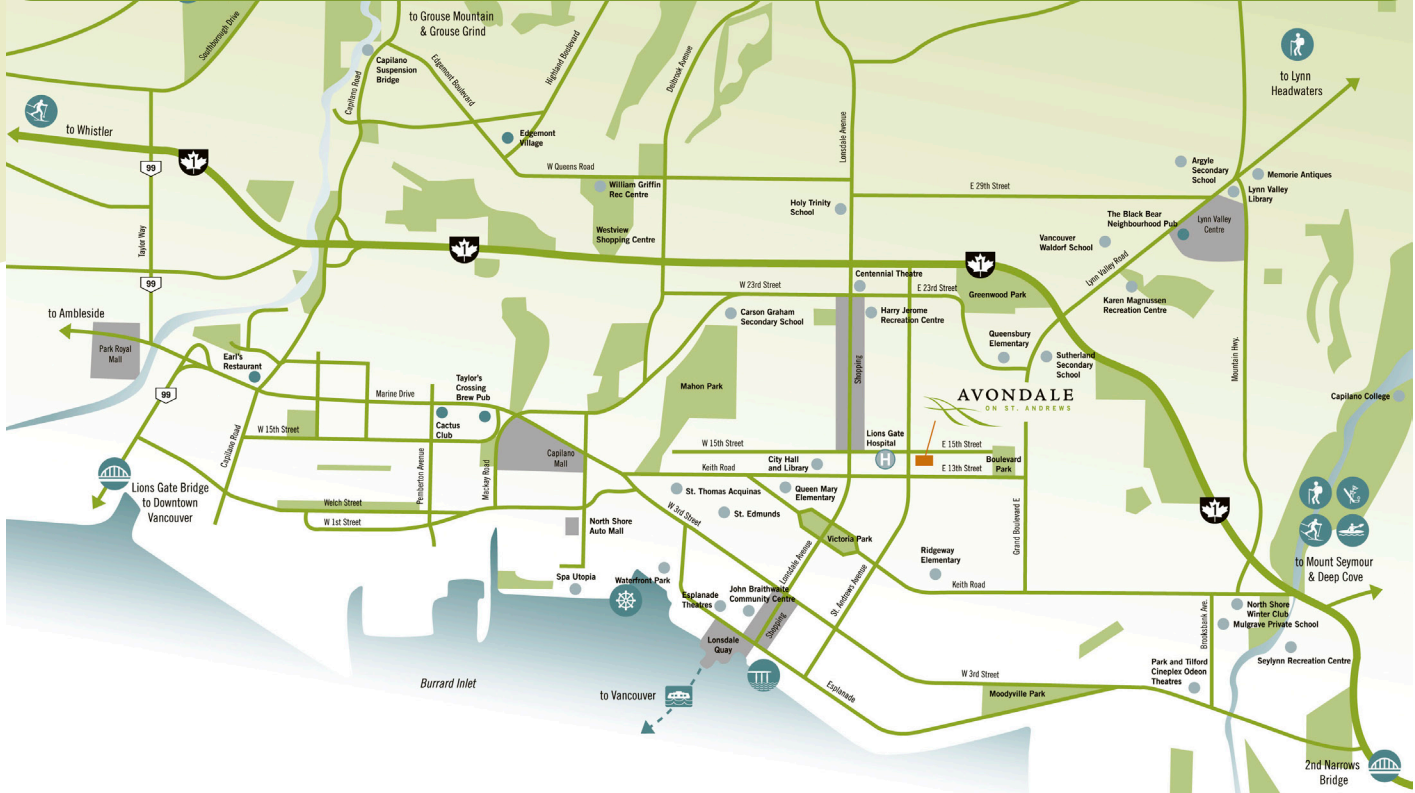 to Grouse Mountain
& Grouse Grind
Southborough Drive
Capilano
Suspension
Bridge
Capilano Road
Edgemont Boulevard
Highland Boulevard
Delbrook Avenue
Lonsdale Avenue
to Lynn
Headwaters
to Whistler
1
99
Edgemont
Village
W Queens Road
William Griffin
Rec Centre
Westview
Shopping Centre
Holy Trinity
School
E 29th Street
Argyle
Secondary
School
Memorie Antiques
Lynn Valley
Library
The Black Bear
Neighbourhood Pub
Lynn Valley
Centre
Vancouver
Waldorf School
Lynn Valley Road
Karen Magnussen
Recreation Centre
Taylor Way
99
1
1
Centennial Theatre
W 23rd Street
E 23rd Street
Greenwood Park
to Ambleside
Park Royal
Mall
Carson Graham
Secondary School
Harry Jerome
Recreation Centre
Queensbury
Elementary
Sutherland
Secondary
School
Mountain Hwy.
Capilano College
Earl's
Restaurant
99
Marine Drive
Taylor's
Crossing
Brew Pub
Cactus
Club
Mahon Park
Shopping
AVONDALE
ON ST. ANDREWS
W 15th Street
Capilano Road
Pemberton Avenue
Mackay Road
Capilano
Mall
W 15th Street
Lions Gate
Hospital
H
E 15th Street
City Hall
and Library
Keith Road
E 13th Street
Boulevard
Park
Lions Gate Bridge
to Downtown
Vancouver
Welch Street
W 1st Street
North Shore
Auto Mall
St. Thomas Acquinas
Queen Mary
Elementary
St. Edmunds
W 3rd Street
Victoria Park
Grand Boulevard E
1
Ridgeway
Elementary
Keith Road
Lonsdale Avenue
St. Andrews Avenue
to Mount Seymour
& Deep Cove
Spa Utopia
Waterfront Park
Esplanade
Theatres
John Braithwaite
Community Centre
Shopping
Lonsdale
Quay
Brooksbank Ave.
North Shore
Winter Club
Mulgrave Private School
Seylynn Recreation Centre
Park and Tilford
Cineplex Odeon
Theatres
W 3rd Street
Moodyville Park
Esplanade
Burrard Inlet
to Vancouver
2nd Narrows
Bridge